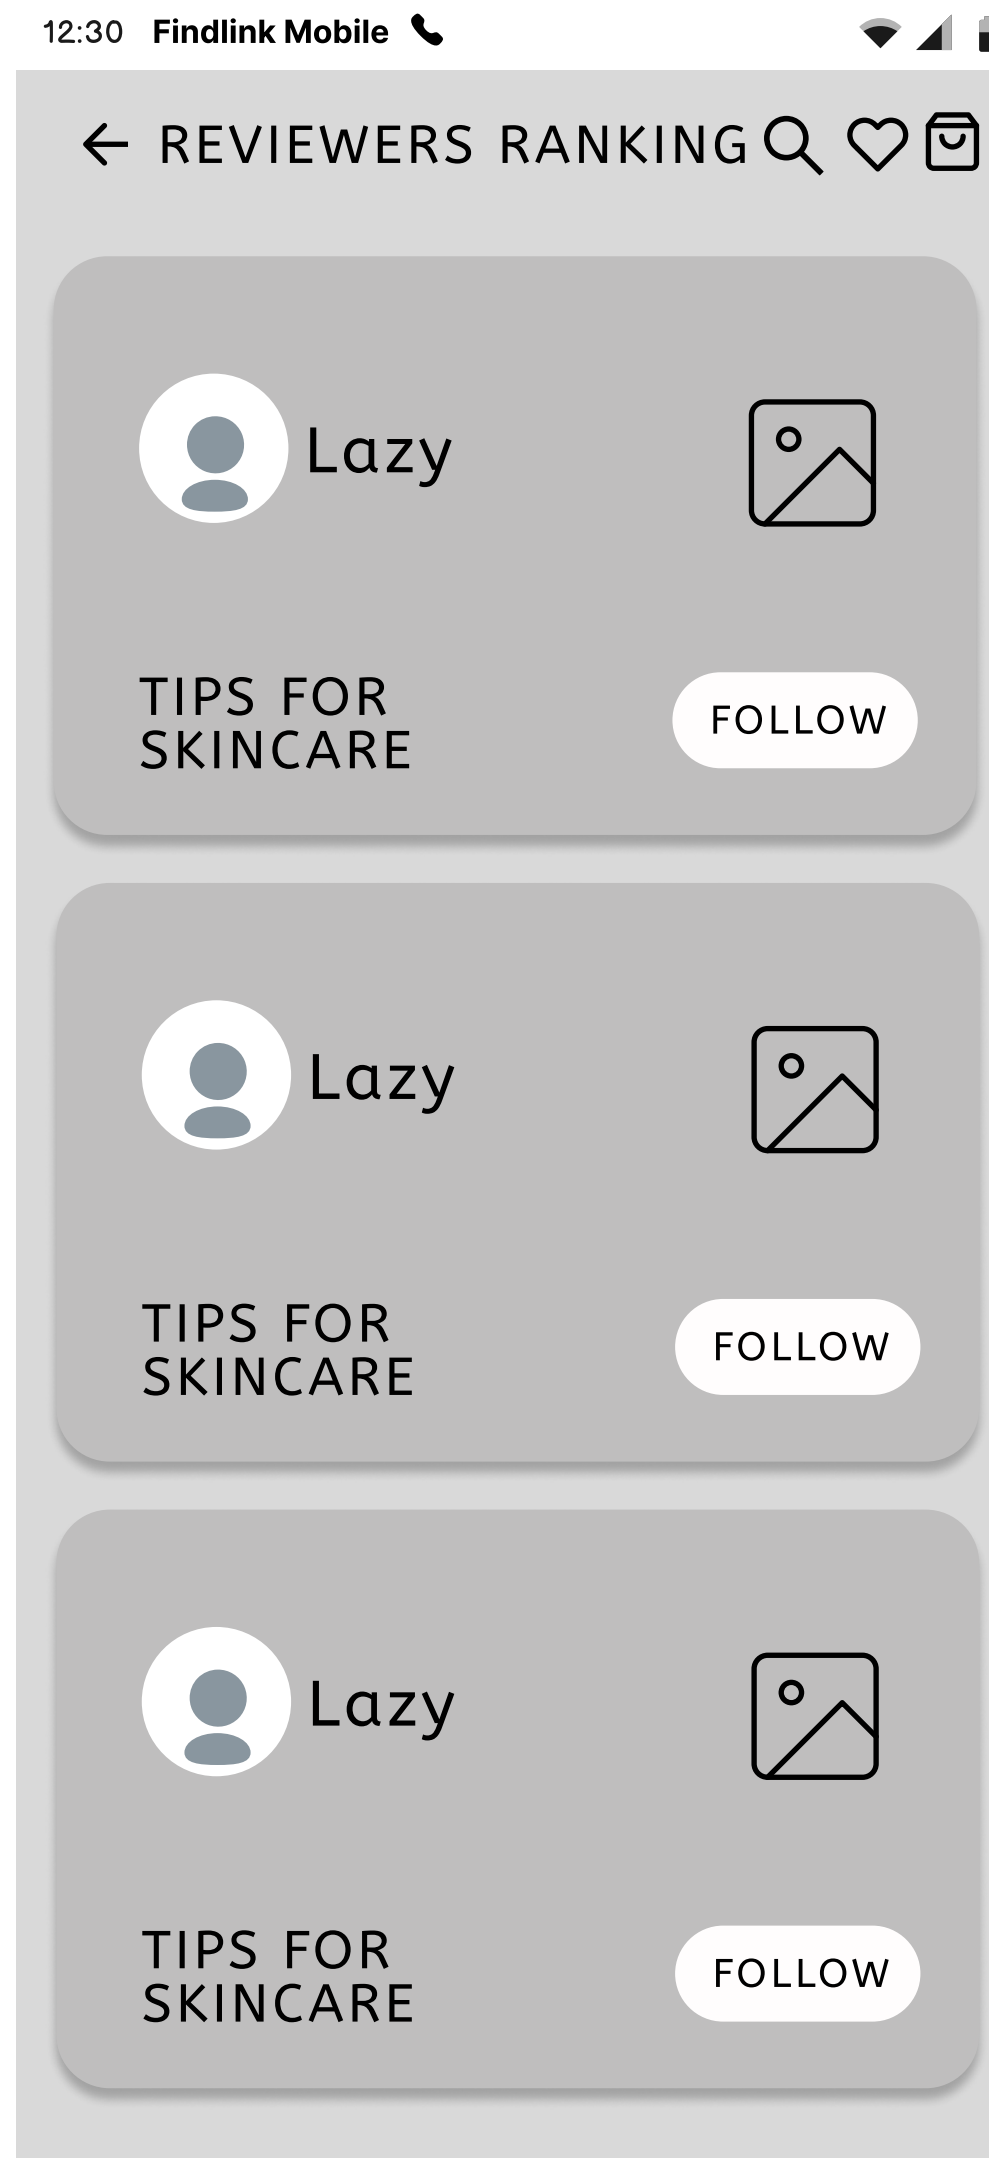 12:30 Findlink Mobile
REVIEWERS RANKING
Lazy
TIPS FOR
SKINCARE
FOLLOW
Lazy
TIPS FOR
SKINCARE
FOLLOW
Lazy
TIPS FOR
SKINCARE
FOLLOW